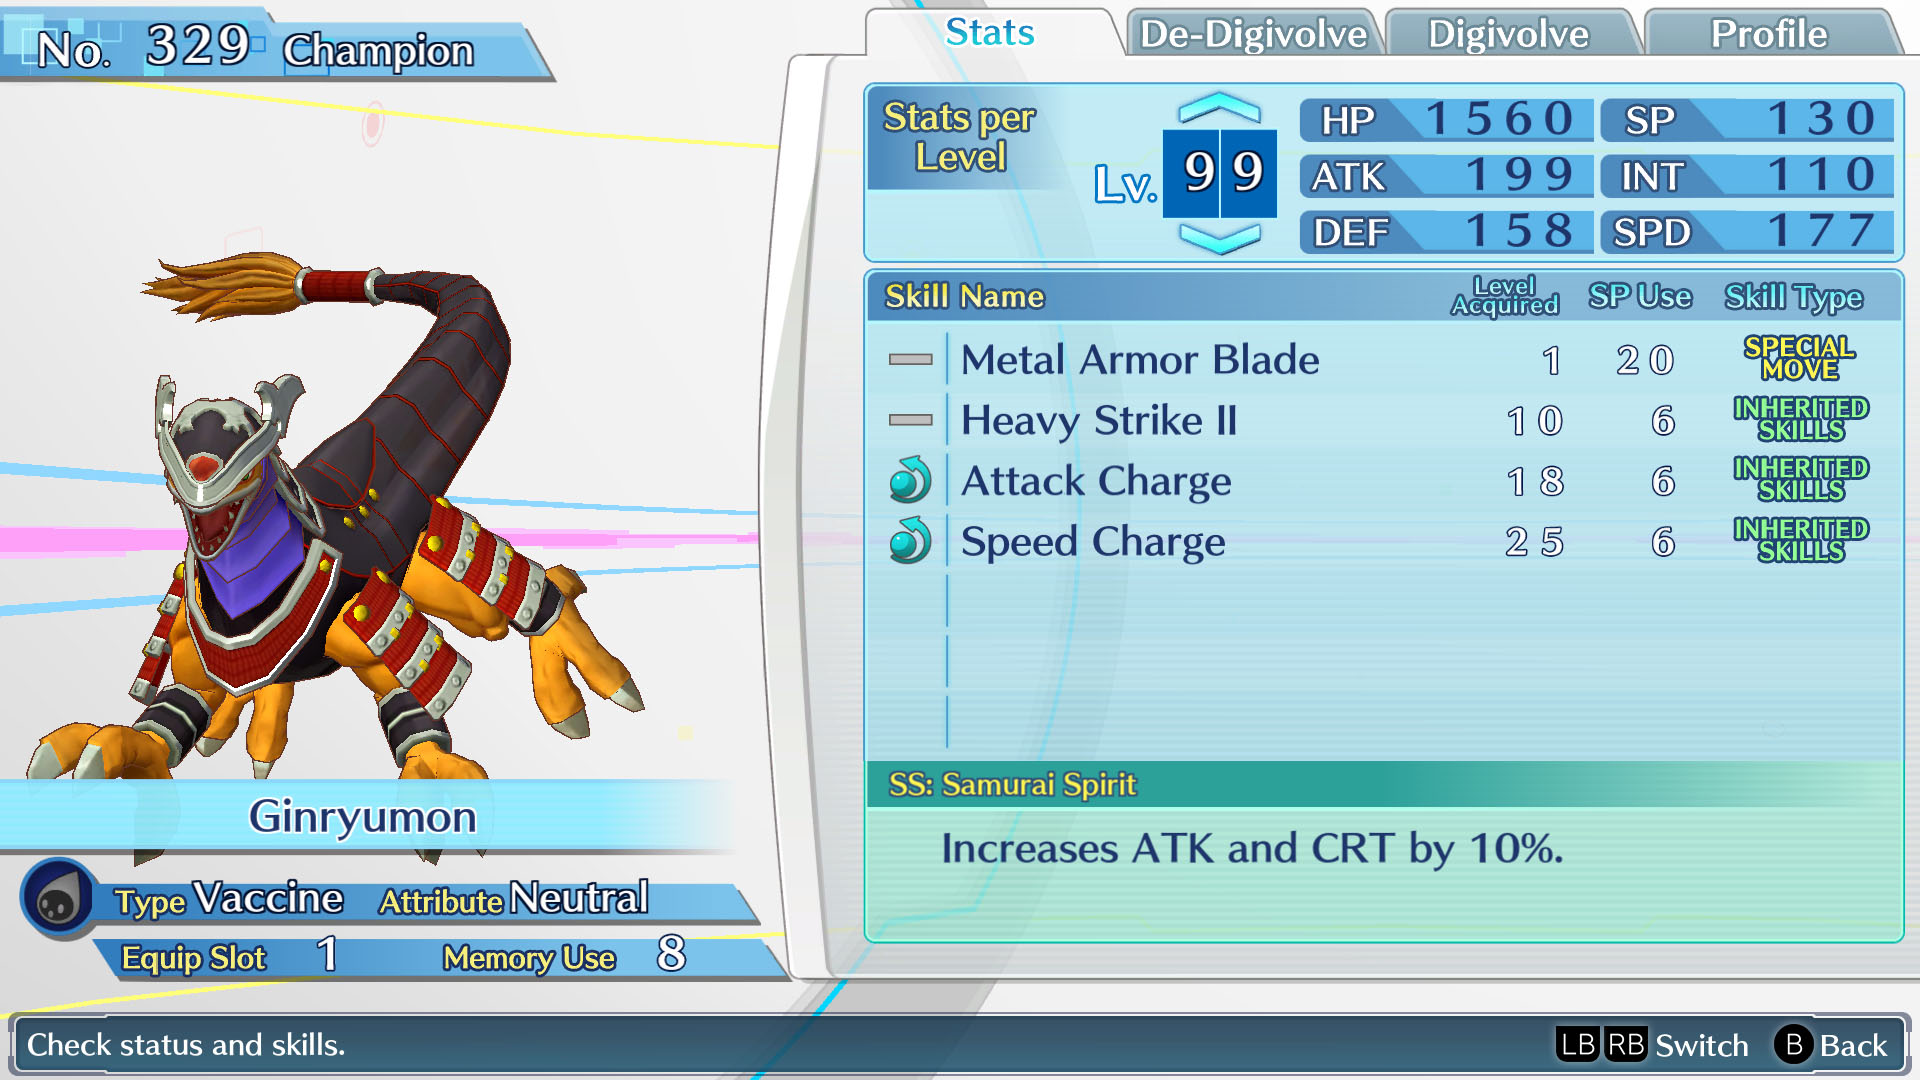 No. 329 Champion
Stats
De-Digivolve
Digivolve
Profile
Stats per
Level
Lv. 99
HP 1560
SP 130
ATK 199
INT 110
DEF 158
SPD 177
Skill Name
Level
Acquired
SP Use
Skill Type
Metal Armor Blade 1 20 SPECIAL
MOVE
Heavy Strike II 10 6 INHERITED
SKILLS
Attack Charge 18 6 INHERITED
SKILLS
Speed Charge 25 6 INHERITED
SKILLS
SS: Samurai Spirit
Increases ATK and CRT by 10%.
Ginryumon
Type Vaccine Attribute Neutral
Equip Slot 1 Memory Use 8
Check status and skills.
LB RB Switch B Back